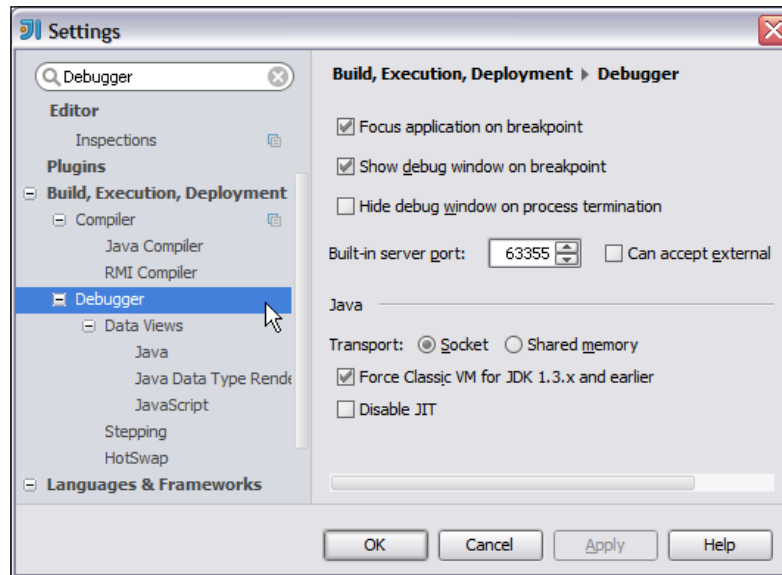 Settings
Debugger
Editor
Inspections
Plugins
Build, Execution, Deployment
Compiler
Java Compiler
RMI Compiler
Debugger
Data Views
Java
Java Data Type Rende
JavaScript
Stepping
HotSwap
Languages & Frameworks
Build, Execution, Deployment ▸ Debugger
Focus application on breakpoint
Show debug window on breakpoint
Hide debug window on process termination
Built-in server port: 63355 Can accept external
Java
Transport: Socket Shared memory
Force Classic VM for JDK 1.3.x and earlier
Disable JIT
OK Cancel Apply Help